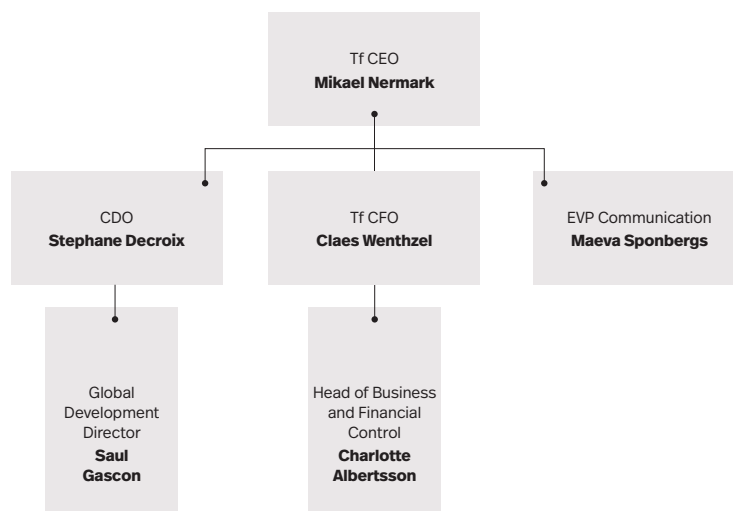 Tf CEO
Mikael Nermark
CDO
Stephane Decroix
Tf CFO
Claes Wenthzel
EVP Communication
Maeva Sponbergs
Global
Development
Director
Saul
Gascon
Head of Business
and Financial
Control
Charlotte
Albertsson